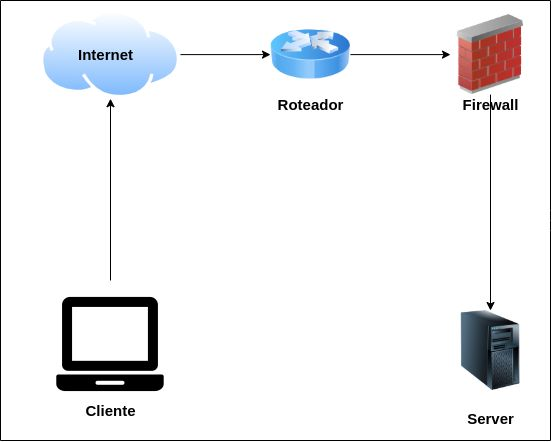 Internet
Roteador
Firewall
Cliente
Server